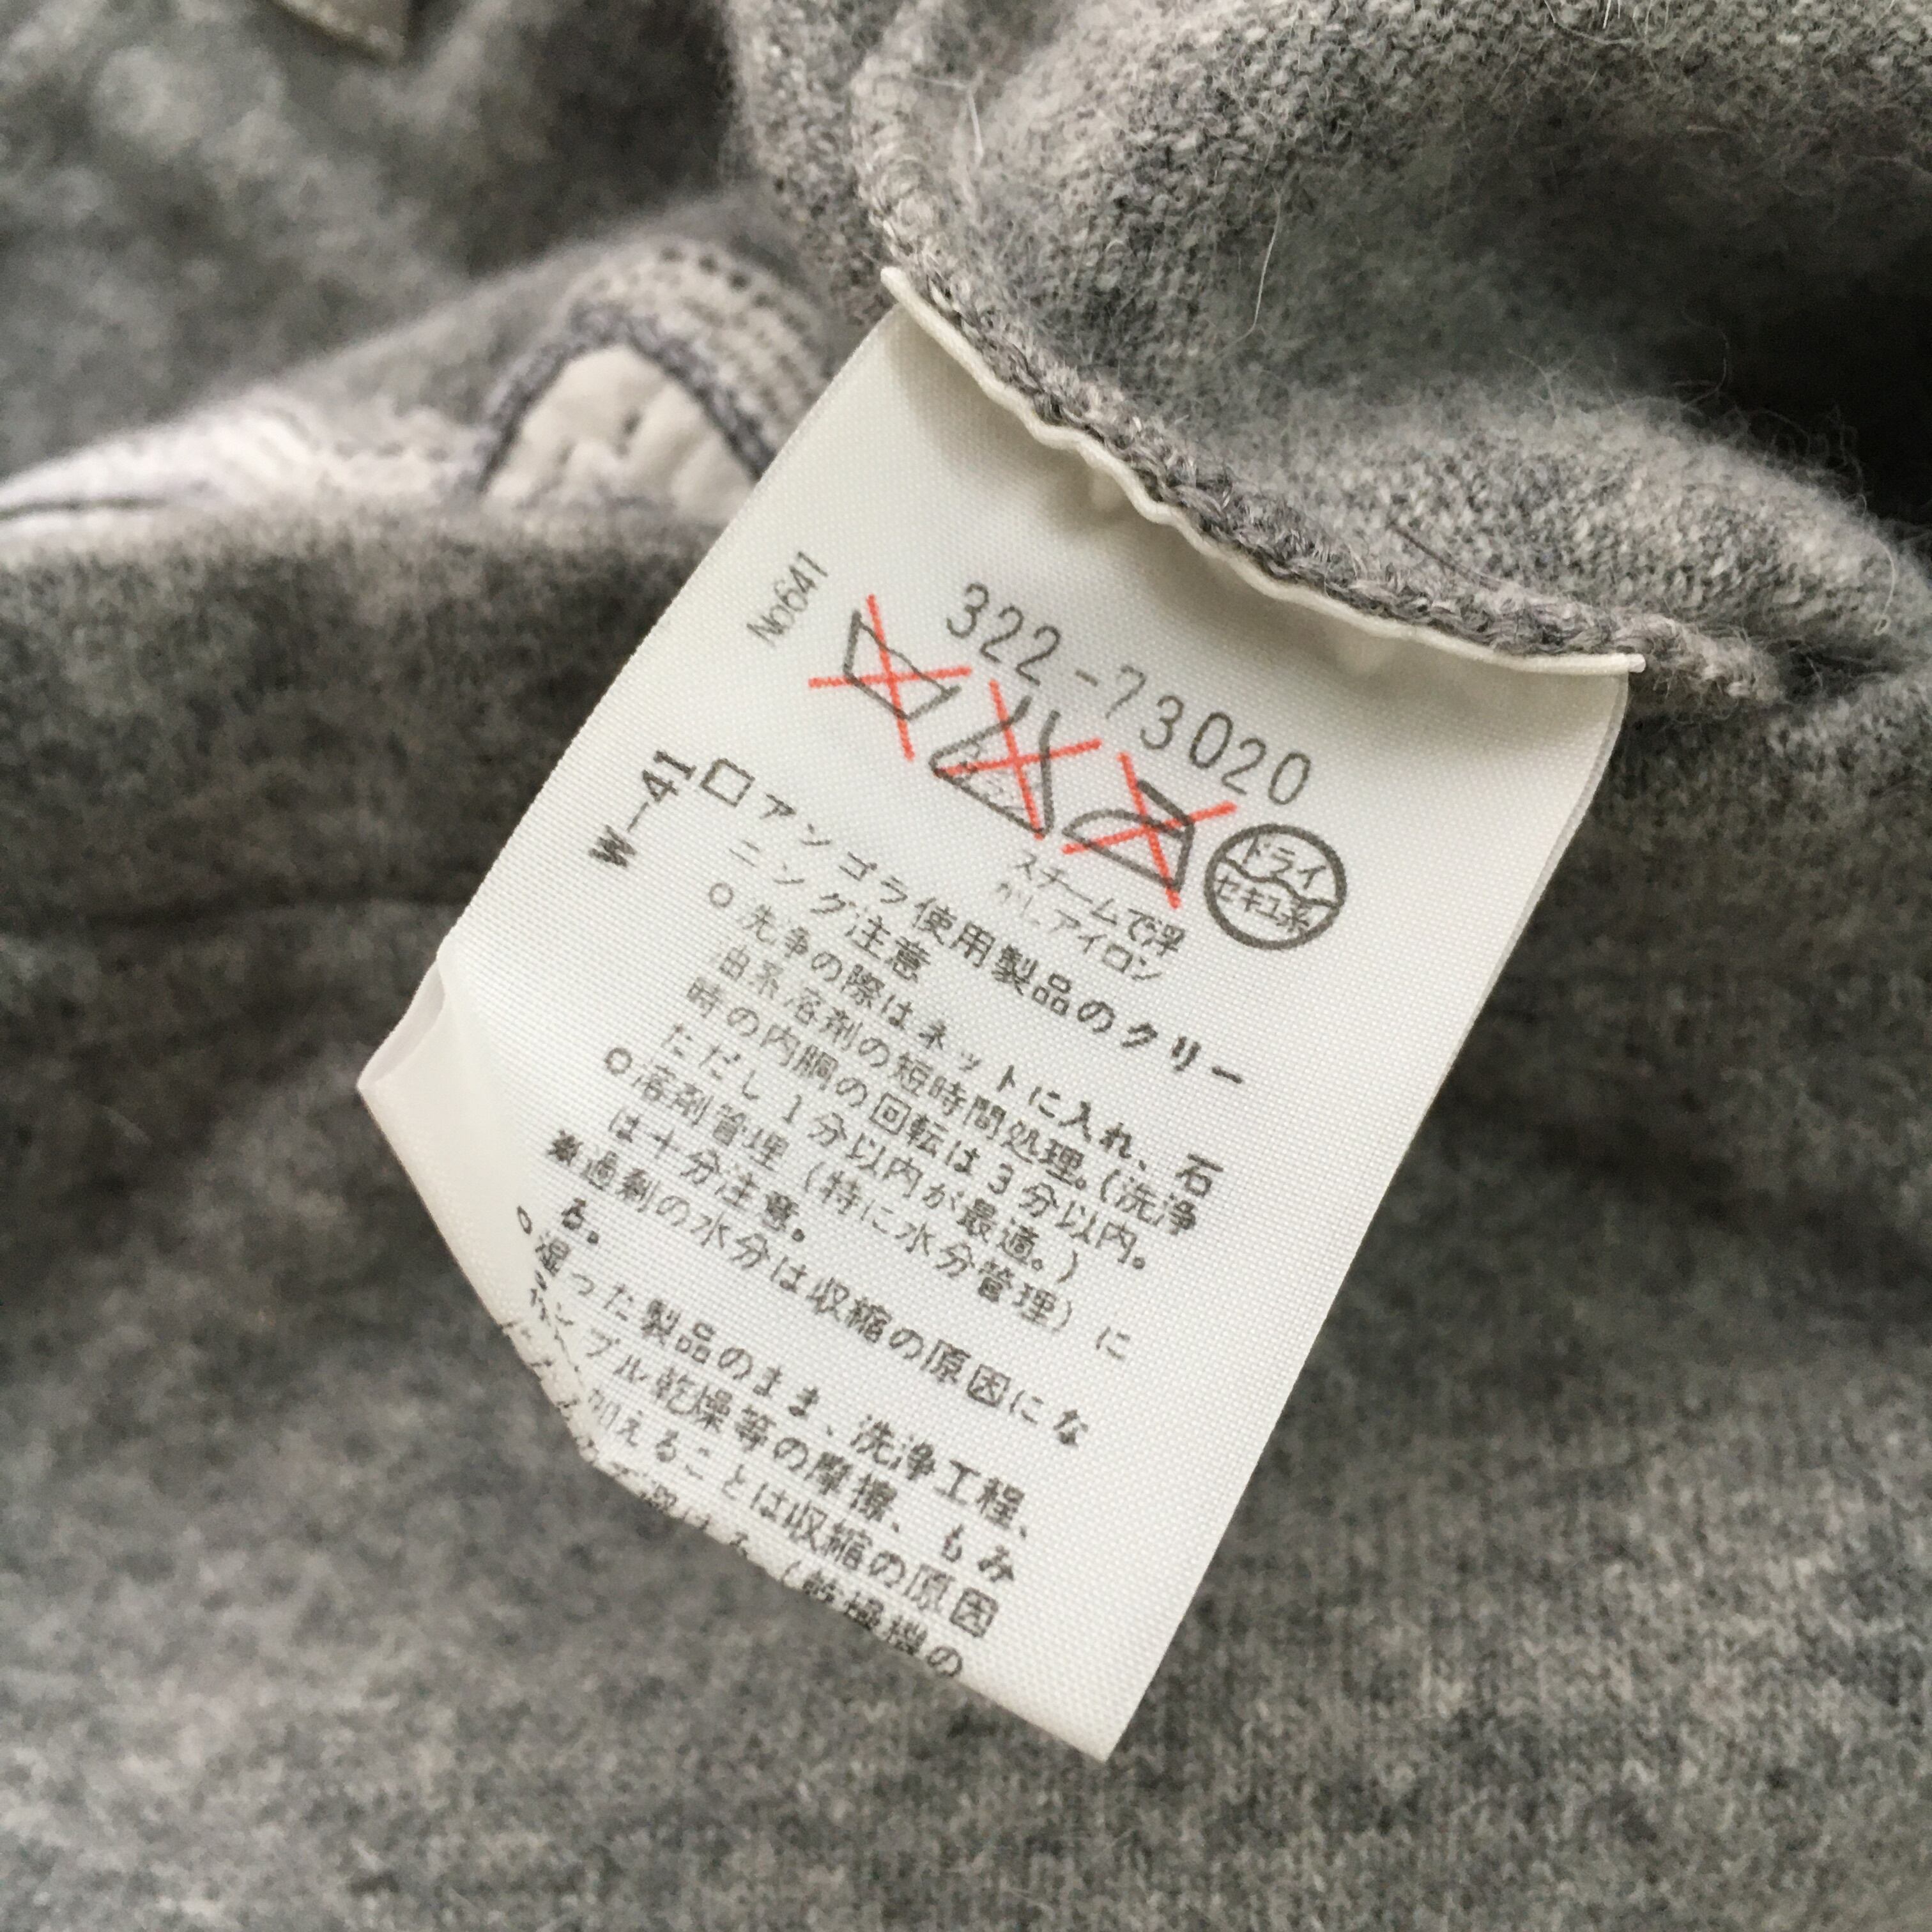 No641
322-73020
ドライ
セキユ系
スチームで浮
かしアイロン
W-41
□アンゴラ使用製品のクリー
ニング注意
○洗浄の際はネットに入れ、石
油系溶剤の短時間処理。(洗浄
時の内胴の回転は3分以内。
ただし1分以内が最適。)
○溶剤管理(特に水分管理)に
は十分注意。
※過剰の水分は収縮の原因にな
る。
○湿った製品のまま、洗浄工程、
ブル乾燥等の摩擦、もみ
加えることは収縮の原因
避ける(乾燥機の